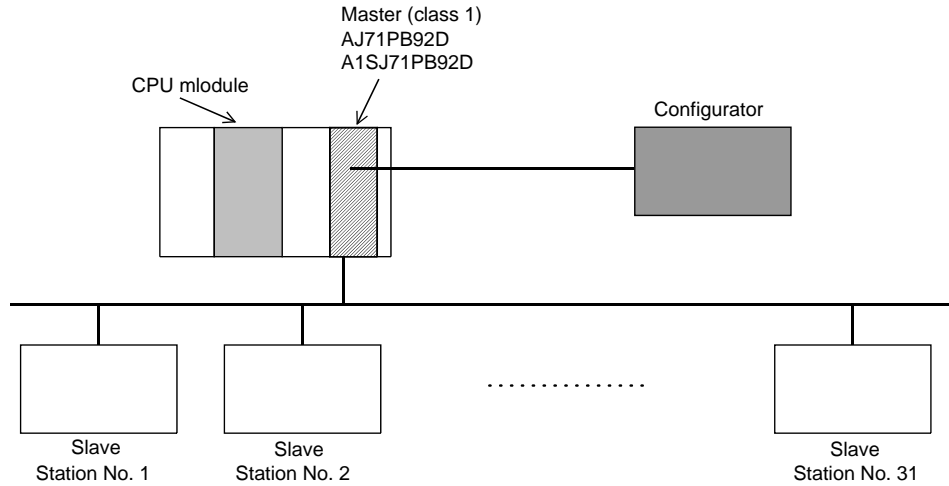 Master (class 1)
AJ71PB92D
A1SJ71PB92D
CPU mlodule
Configurator
Slave
Station No. 1
Slave
Station No. 2
Slave
Station No. 31